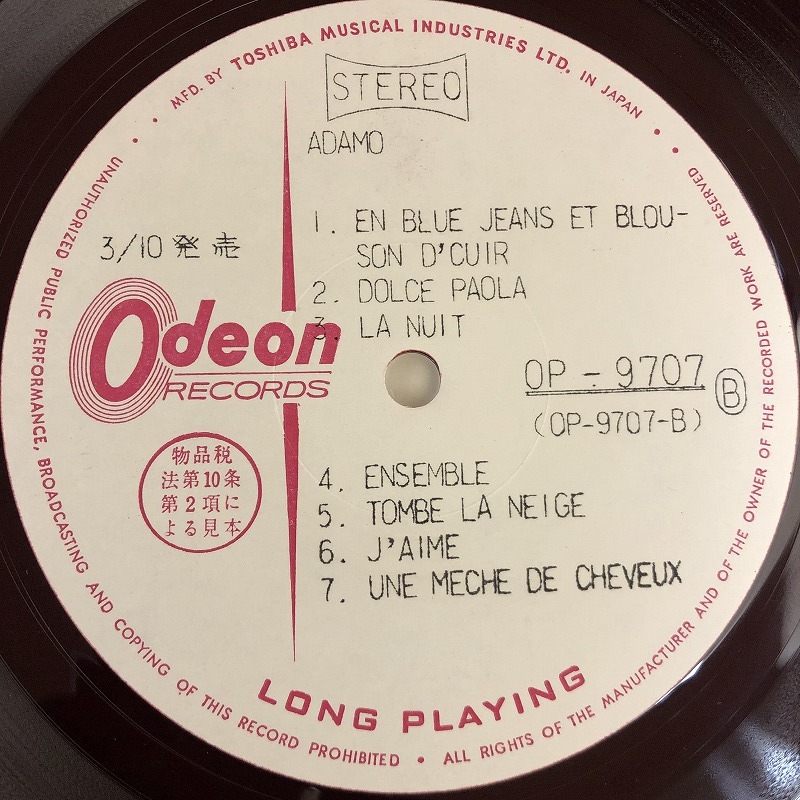 MFD. BY TOSHIBA MUSICAL INDUSTRIES LTD. IN JAPAN
STEREO
ADAMO
1. EN BLUE JEANS ET BLOU-
SON D'CUIR
3/10 発売
2. DOLCE PAOLA
3. LA NUIT
Odeon
RECORDS
OP-9707
B
(OP-9707-B)
物品税
法第10条
第2項に
よる見本
4. ENSEMBLE
5. TOMBE LA NEIGE
6. J'AIME
7. UNE MECHE DE CHEVEUX
LONG PLAYING
UNAUTHORIZED PUBLIC PERFORMANCE, BROADCASTING AND COPYING OF THIS RECORD PROHIBITED • ALL RIGHTS OF THE MANUFACTURER AND OF THE OWNER OF THE RECORDED WORK ARE RESERVED